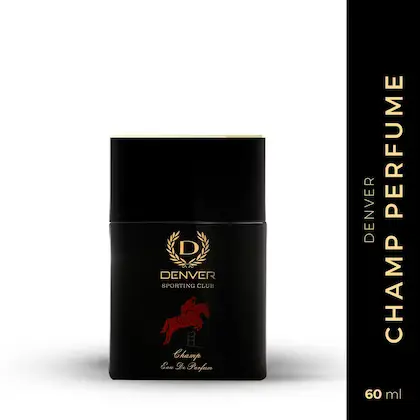 D
DENVER
SPORTING CLUB
Champ
Eau De Parfum
DENVER
CHAMP PERFUME
60 ml